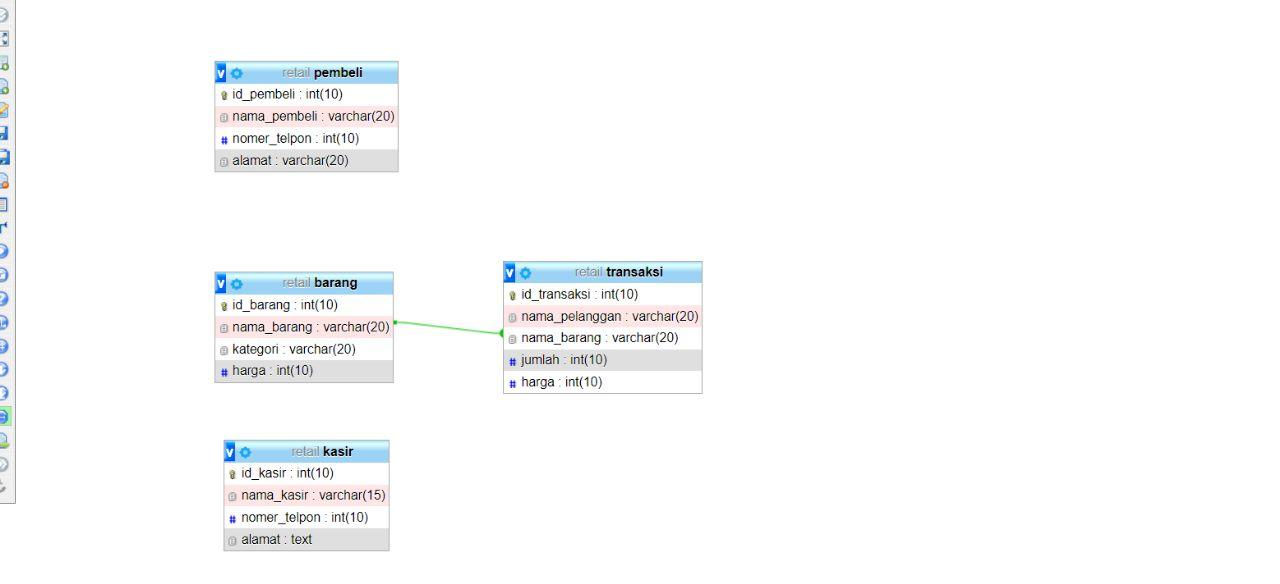 v retail pembeli
id_pembeli : int(10)
nama_pembeli : varchar(20)
# nomer_telpon : int(10)
alamat : varchar(20)
v retail barang
id_barang : int(10)
nama_barang : varchar(20)
kategori : varchar(20)
# harga : int(10)
v retail transaksi
id_transaksi : int(10)
nama_pelanggan : varchar(20)
nama_barang : varchar(20)
# jumlah : int(10)
# harga : int(10)
v retail kasir
id_kasir : int(10)
nama_kasir : varchar(15)
# nomer_telpon : int(10)
alamat : text